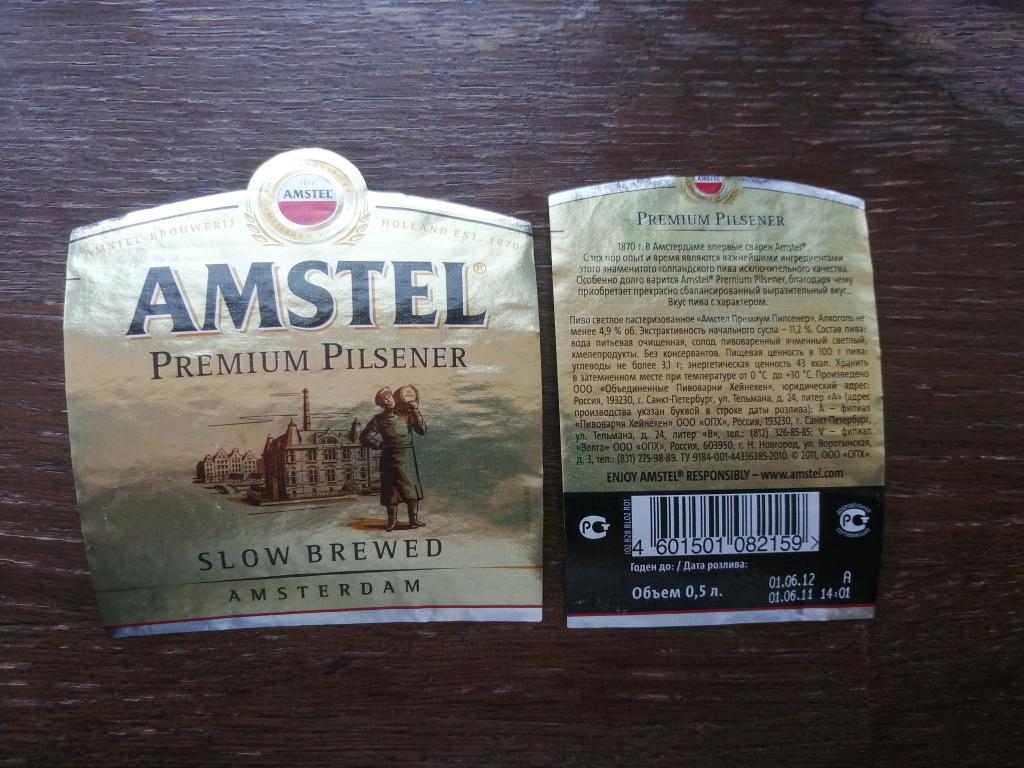 AMSTEL
AMSTERDAM
AMSTEL-BROUWERIJ
HOLLAND EST. 1870
AMSTEL®
PREMIUM PILSENER
SLOW BREWED
AMSTERDAM
AMSTEL
PREMIUM PILSENER
1870 г. В Амстердаме впервые сварен Amstel®.
С тех пор опыт и время являются важнейшими ингредиентами
этого знаменитого голландского пива исключительного качества.
Особенно долго варится Amstel® Premium Pilsener, благодаря чему
приобретает прекрасно сбалансированный выразительный вкус...
Вкус пива с характером.
Пиво светлое пастеризованное «Амстел Премиум Пилсенер». Алкоголь не
менее 4,9 % об. Экстрактивность начального сусла – 11,2 %. Состав пива:
вода питьевая очищенная, солод пивоваренный ячменный светлый,
хмелепродукты. Без консервантов. Пищевая ценность в 100 г пива:
углеводы не более 3,1 г; энергетическая ценность 43 ккал. Хранить
в затемненном месте при температуре от 0 °С до +30 °С. Произведено
ООО «Объединенные Пивоварни Хейнекен», юридический адрес:
Россия, 193230, г. Санкт-Петербург, ул. Тельмана, д. 24, литер «А» (адрес
производства указан буквой в строке даты розлива): А – филиал
«Пивоварня Хейнекен» ООО «ОПХ», Россия, 193230, г. Санкт-Петербург,
ул. Тельмана, д. 24, литер «В», тел.: (812) 326-85-85; V – филиал
«Волга» ООО «ОПХ», Россия, 603950, г. Н. Новгород, ул. Воротынская,
д. 3, тел.: (831) 275-98-89. ТУ 9184-001-44336385-2010. © 2011, ООО «ОПХ».
ENJOY AMSTEL® RESPONSIBLY – www.amstel.com
J02 B28 BL02 R01
4 601501 082159 >
ДОБРОВОЛЬНАЯ
СЕРТИФИКАЦИЯ
Годен до: / Дата розлива:
Объем 0,5 л.
01.06.12 А
01.06.11 14:01